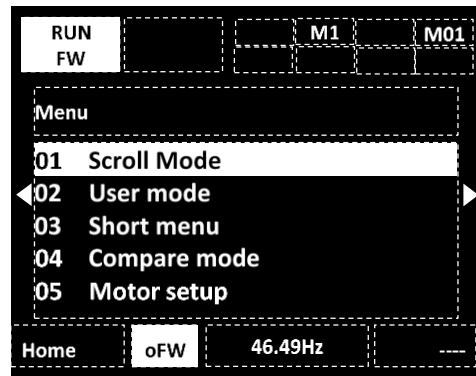 RUN M1 M01
FW
Menu
01 Scroll Mode
02 User mode
03 Short menu
04 Compare mode
05 Motor setup
Home oFW 46.49Hz ----